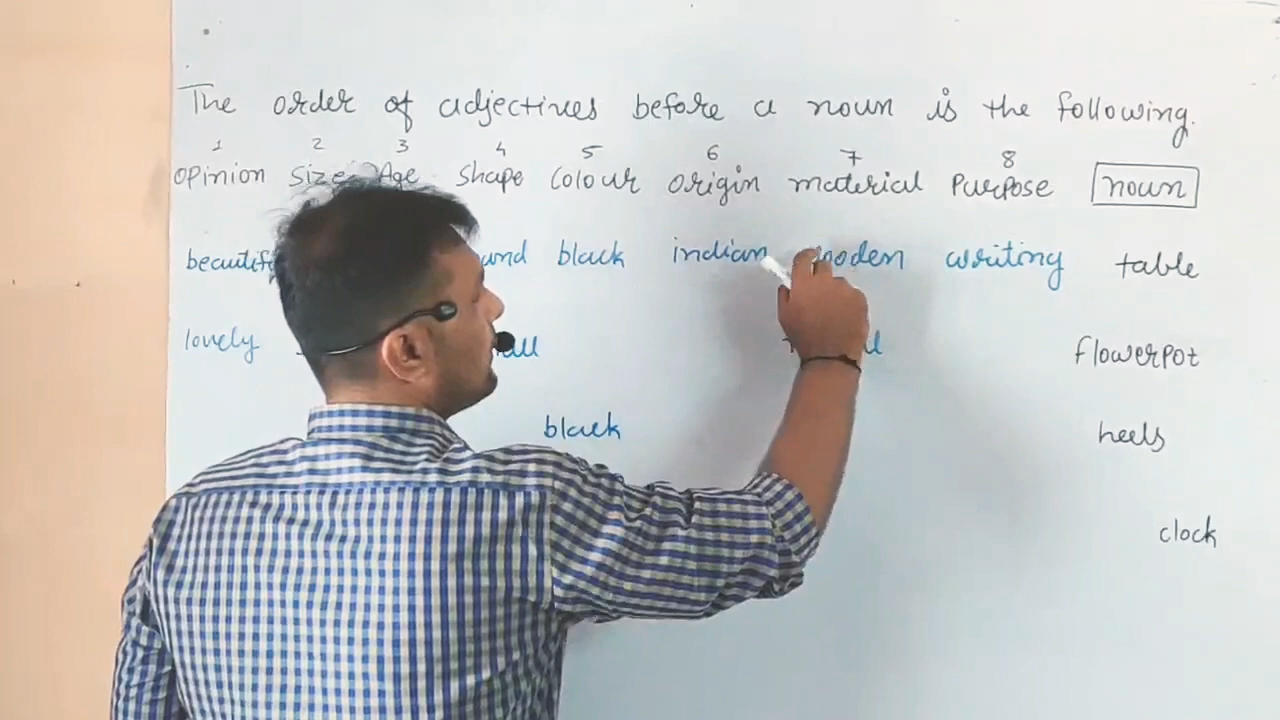 The order of adjectives before a noun is the following.
1 2 3 4 5 6 7 8
opinion size Age shape colour origin material Purpose noun
black indian writing table
lovely flowerpot
black heels
clock